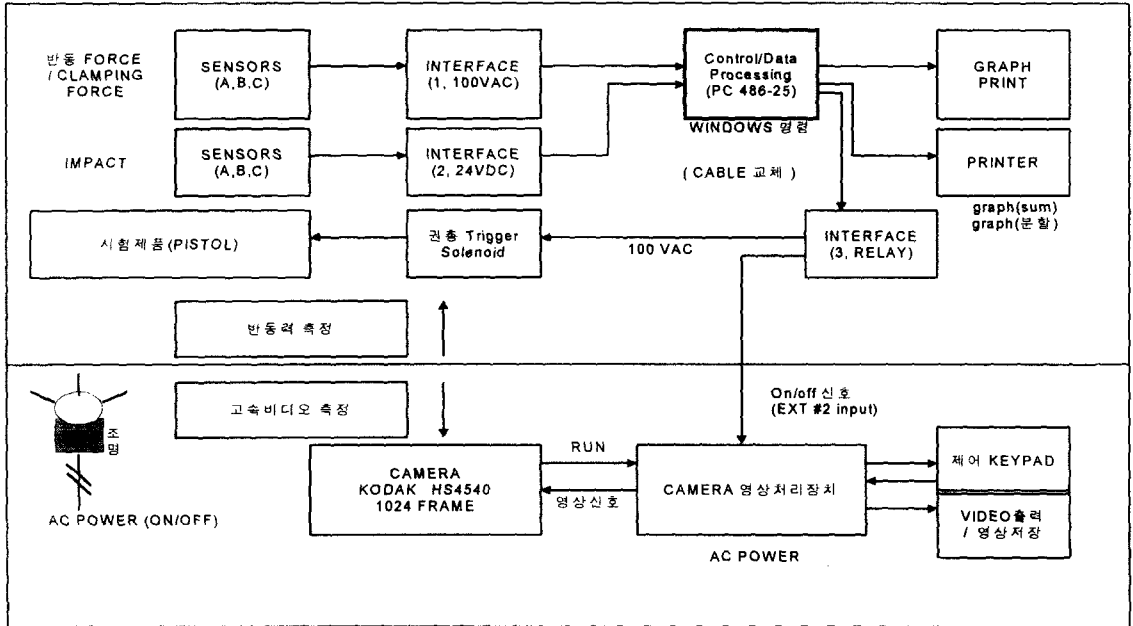 반동 FORCE
/ CLAMPING
FORCE
SENSORS
(A,B,C)
INTERFACE
(1, 100VAC)
Control/Data
Processing
(PC 486-25)
GRAPH
PRINT
WINDOWS 명령
IMPACT
SENSORS
(A,B,C)
INTERFACE
(2, 24VDC)
( CABLE 교체 )
PRINTER
graph(sum)
graph(분할)
시험제품(PISTOL)
권총 Trigger
Solenoid
100 VAC
INTERFACE
(3, RELAY)
반동력 측정
고속비디오 측정
On/off 신호
(EXT #2 input)
조
명
AC POWER (ON/OFF)
CAMERA
KODAK HS4540
1024 FRAME
RUN
영상신호
CAMERA 영상처리장치
AC POWER
제어 KEYPAD
VIDEO출력
/ 영상저장